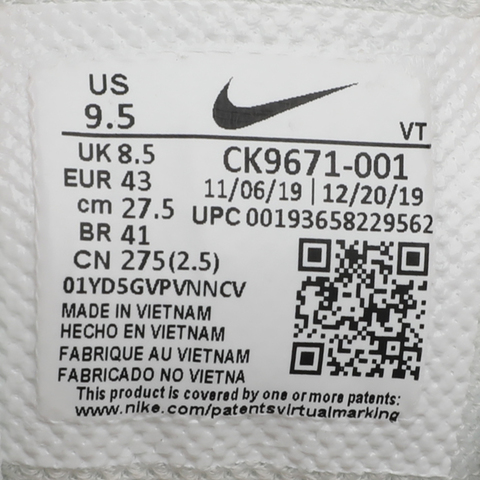 US
9.5
VT
UK 8.5
EUR 43
cm 27.5
BR 41
CN 275(2.5)
CK9671-001
11/06/19 | 12/20/19
UPC 00193658229562
01YD5GVPVNNCV
MADE IN VIETNAM
HECHO EN VIETNAM
FABRIQUE AU VIETNAM
FABRICADO NO VIETNA
This product is covered by one or more patents:
www.nike.com/patentsvirtualmarking